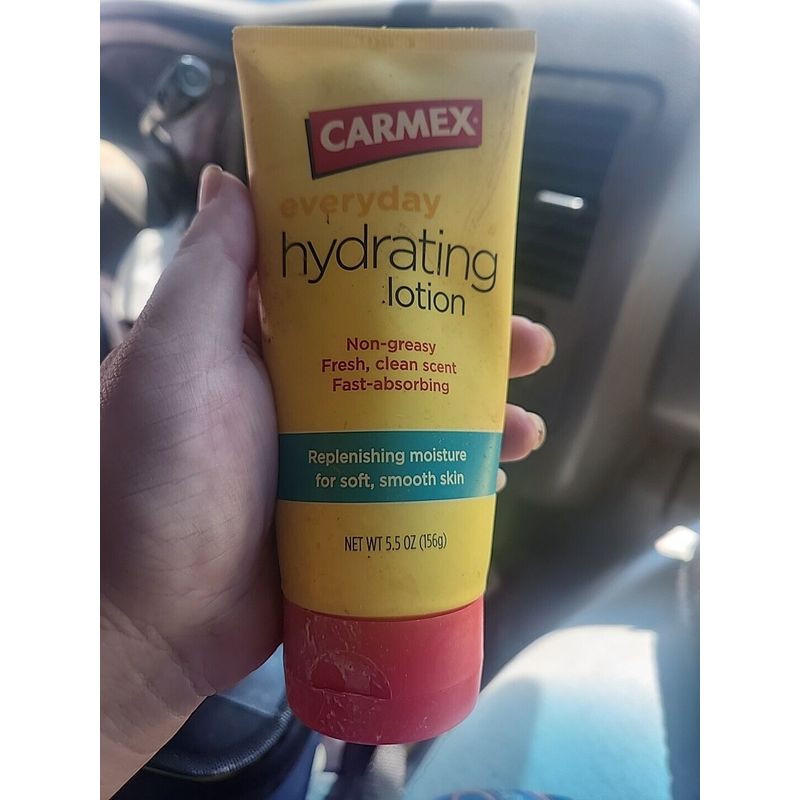 CARMEX
everyday
hydrating
lotion
Non-greasy
Fresh, clean scent
Fast-absorbing
Replenishing moisture
for soft, smooth skin
NET WT 5.5 OZ (156g)